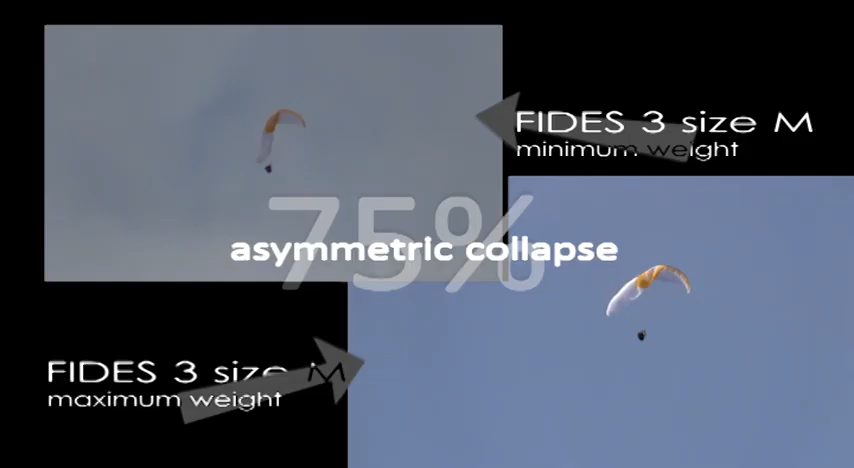 FIDES 3 size M
minimum weight
75%
asymmetric collapse
FIDES 3 size M
maximum weight